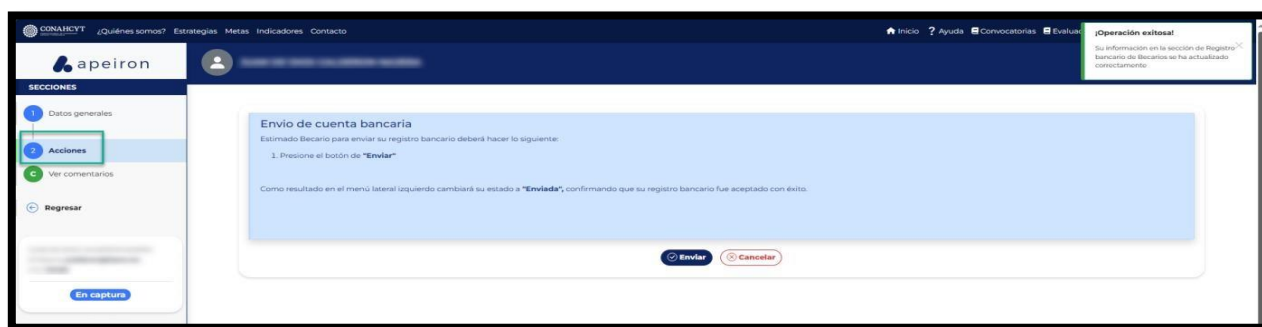 CONAHCYT ¿Quiénes somos? Estrategias Metas Indicadores Contacto
Inicio ? Ayuda Convocatorias Evaluac
¡Operación exitosa!
Su información en la sección de Registro
bancario de Becarios se ha actualizado
correctamente
apeiron
SECCIONES
1 Datos generales
2 Acciones
C Ver comentarios
Regresar
En captura
Envio de cuenta bancaria
Estimado Becario para enviar su registro bancario deberá hacer lo siguiente:
1. Presione el botón de "Enviar"
Como resultado en el menú lateral izquierdo cambiará su estado a "Enviada", confirmando que su registro bancario fue aceptado con éxito.
Enviar Cancelar